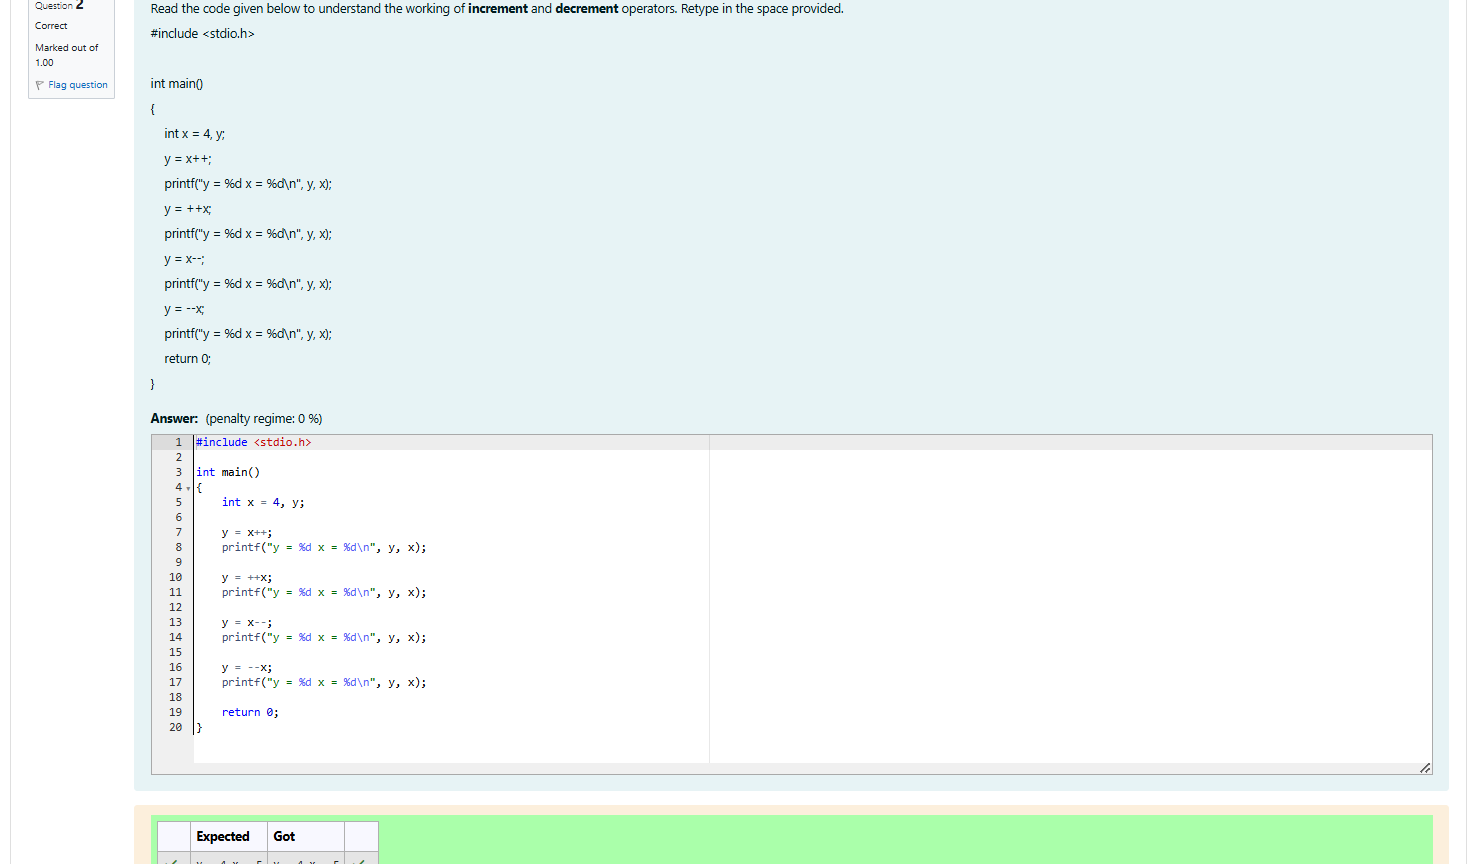 Question 2
Correct
Marked out of
1.00
Flag question
Read the code given below to understand the working of increment and decrement operators. Retype in the space provided.
#include <stdio.h>
int main()
{
int x = 4, y;
y = x++;
printf("y = %d x = %d\n", y, x);
y = ++x;
printf("y = %d x = %d\n", y, x);
y = x--;
printf("y = %d x = %d\n", y, x);
y = --x;
printf("y = %d x = %d\n", y, x);
return 0;
}
Answer: (penalty regime: 0 %)
1 #include <stdio.h>
2
3 int main()
4 {
5     int x = 4, y;
6
7     y = x++;
8     printf("y = %d x = %d\n", y, x);
9
10     y = ++x;
11     printf("y = %d x = %d\n", y, x);
12
13     y = x--;
14     printf("y = %d x = %d\n", y, x);
15
16     y = --x;
17     printf("y = %d x = %d\n", y, x);
18
19     return 0;
20 }
Expected Got